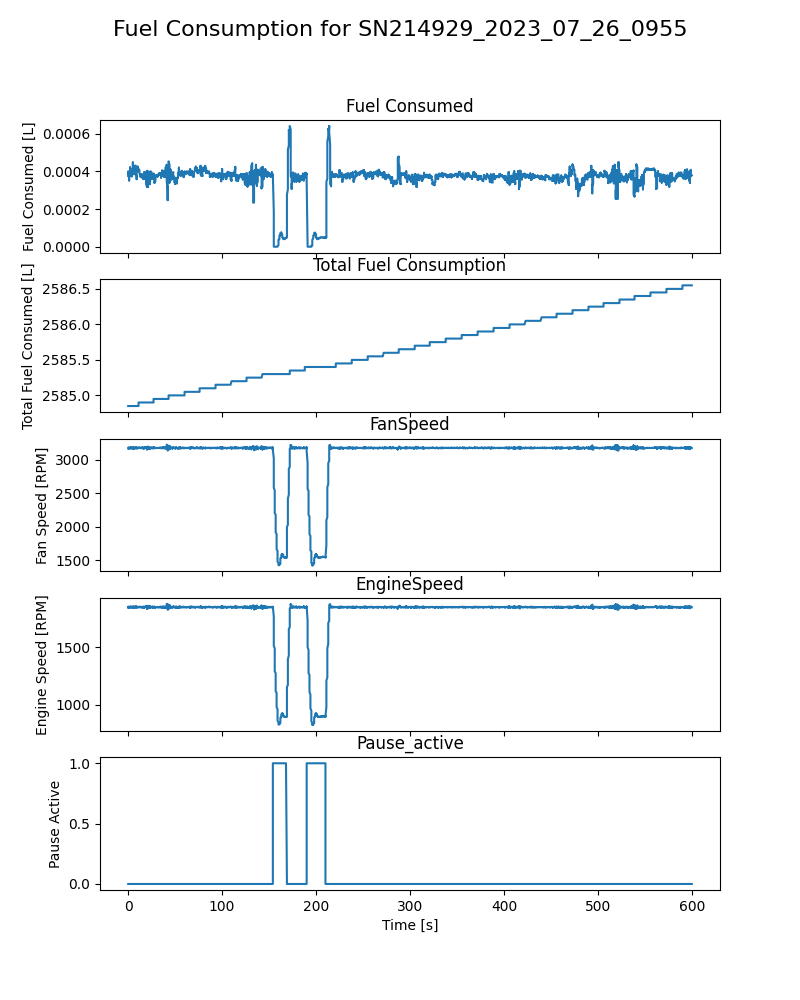 Fuel Consumption for SN214929_2023_07_26_0955
Fuel Consumed
Fuel Consumed [L]
0.0006
0.0004
0.0002
0.0000
Total Fuel Consumption
Total Fuel Consumed [L]
2586.5
2586.0
2585.5
2585.0
FanSpeed
Fan Speed [RPM]
3000
2500
2000
1500
EngineSpeed
Engine Speed [RPM]
1500
1000
Pause_active
Pause Active
1.0
0.5
0.0
0 100 200 300 400 500 600
Time [s]